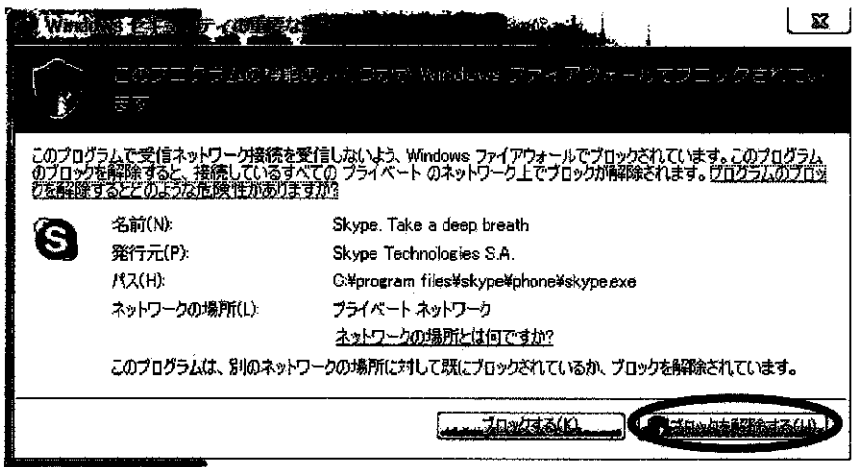 Windows セキュリティの重要な
このプログラムの機能のいくつかが Windows ファイアウォールでブロックされてい
ます
このプログラムで受信ネットワーク接続を受信しないよう、Windows ファイアウォールでブロックされています。このプログラム
のブロックを解除すると、接続しているすべての プライベート のネットワーク上でブロックが解除されます。プログラムのブロッ
クを解除するとどのような危険性がありますか?
名前(N): Skype. Take a deep breath
発行元(P): Skype Technologies S.A.
パス(H): C:¥program files¥skype¥phone¥skype.exe
ネットワークの場所(L): プライベート ネットワーク
ネットワークの場所とは何ですか?
このプログラムは、別のネットワークの場所に対して既にブロックされているか、ブロックを解除されています。
ブロックする(K) ブロックを解除する(U)